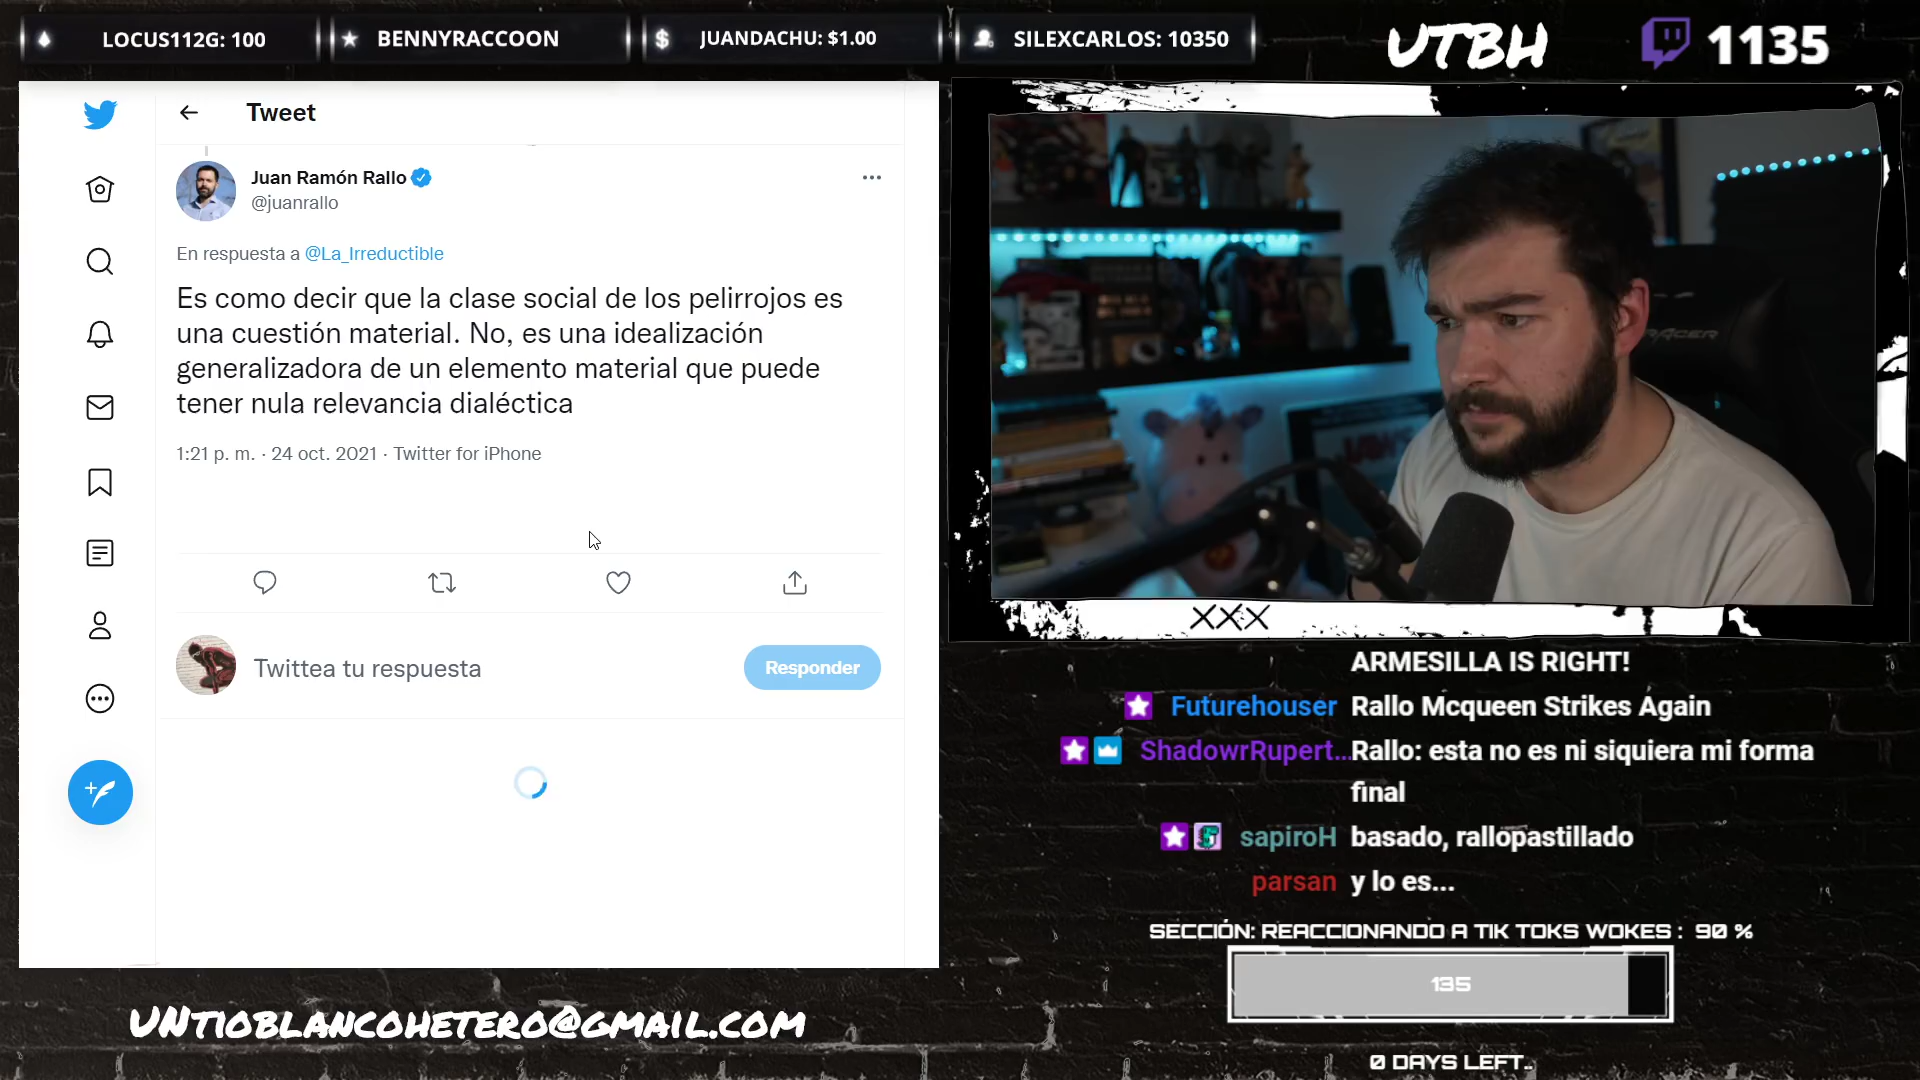 LOCUS112G: 100
BENNYRACCOON
JUANDACHU: $1.00
SILEXCARLOS: 10350
UTBH
1135
Tweet
Juan Ramón Rallo
@juanrallo
En respuesta a @La_Irreductible
Es como decir que la clase social de los pelirrojos es
una cuestión material. No, es una idealización
generalizadora de un elemento material que puede
tener nula relevancia dialéctica
1:21 p. m. · 24 oct. 2021 · Twitter for iPhone
Twittea tu respuesta
Responder
XXX
ARMESILLA IS RIGHT!
Futurehouser Rallo Mcqueen Strikes Again
ShadowrRupert... Rallo: esta no es ni siquiera mi forma
final
sapiroH basado, rallopastillado
parsan y lo es...
SECCIÓN: REACCIONANDO A TIK TOKS WOKES : 90 %
135
0 DAYS LEFT..
UNTIOBLANCOHETERO@GMAIL.COM